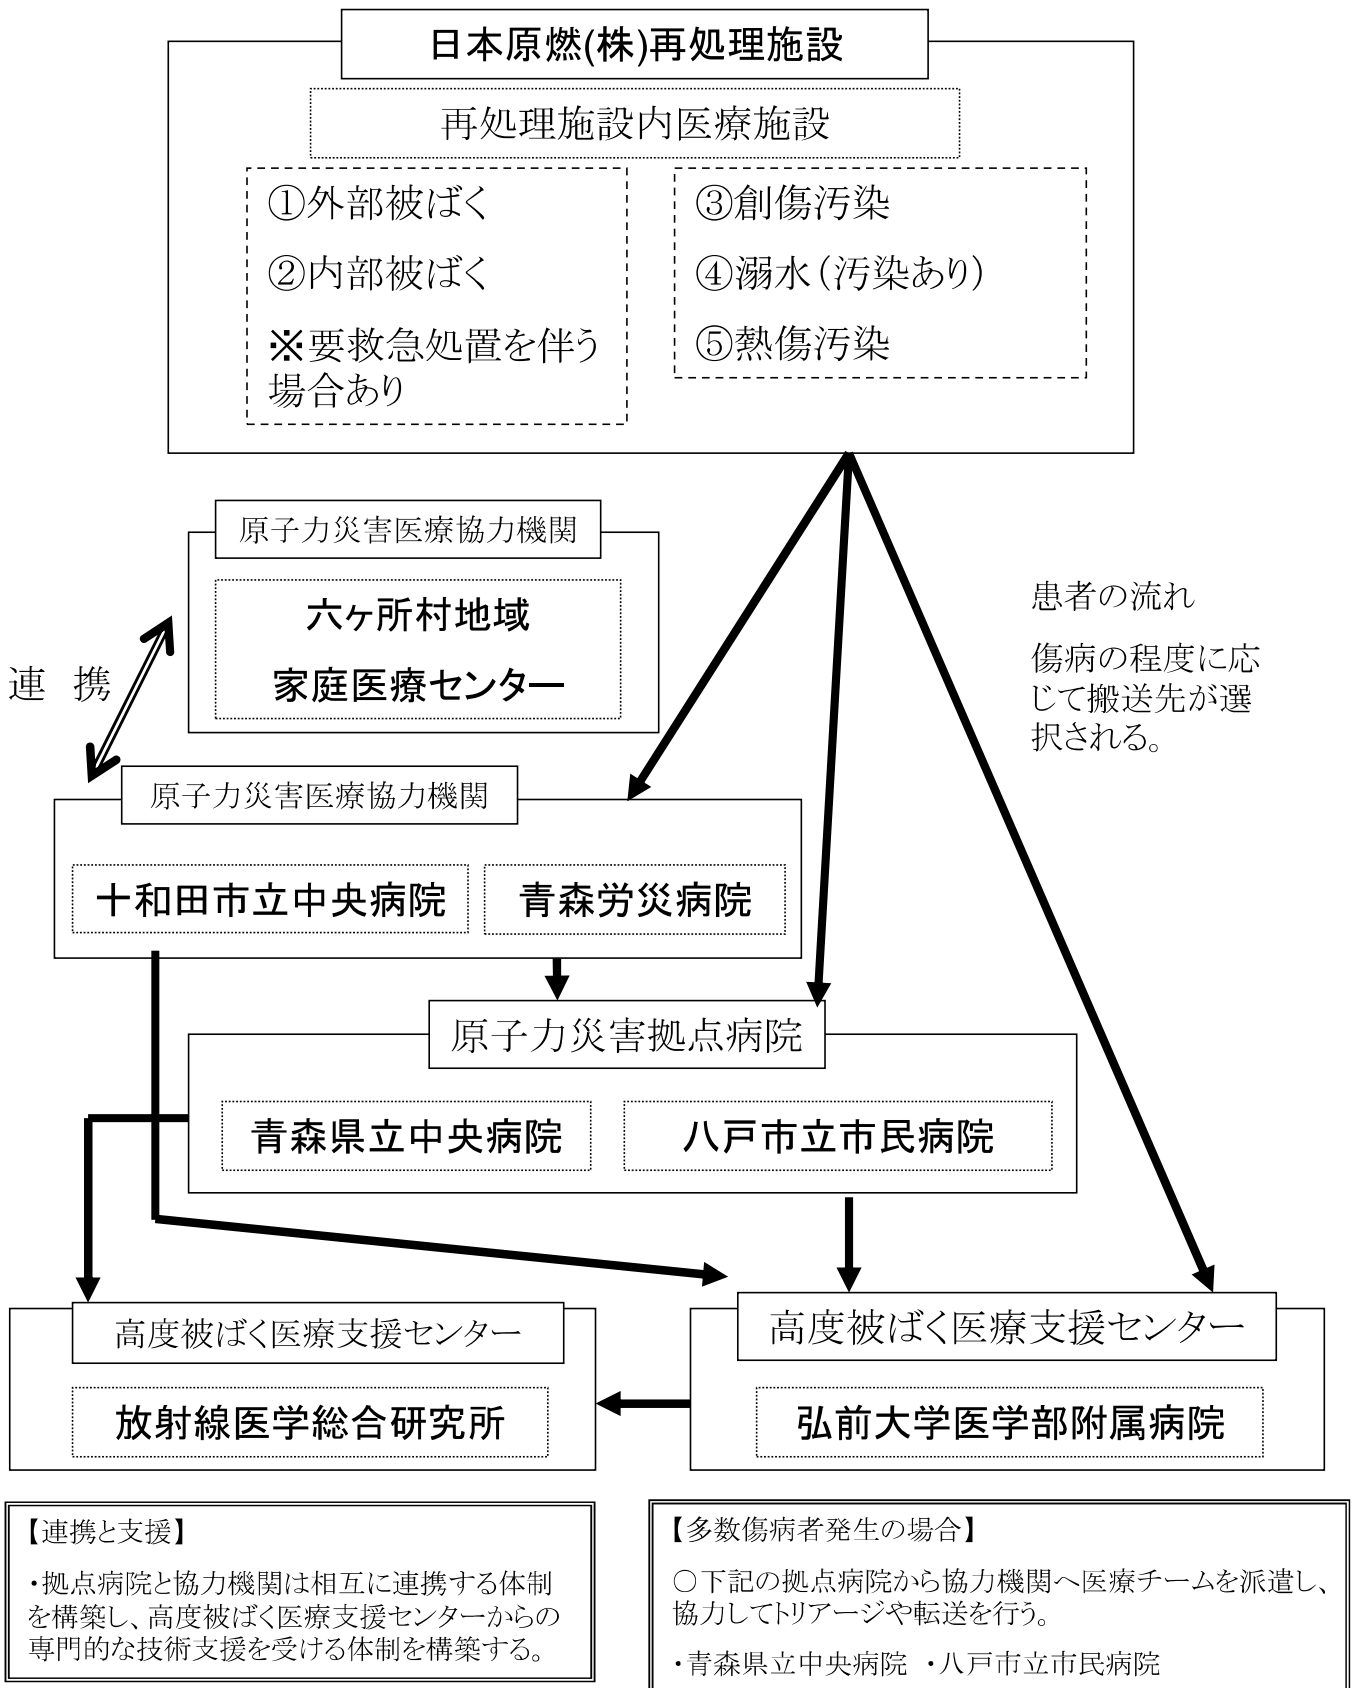 日本原燃(株)再処理施設
再処理施設内医療施設
①外部被ばく
②内部被ばく
※要救急処置を伴う
場合あり
③創傷汚染
④溺水（汚染あり）
⑤熱傷汚染
原子力災害医療協力機関
六ヶ所村地域
家庭医療センター
連　携
患者の流れ
傷病の程度に応
じて搬送先が選
択される。
原子力災害医療協力機関
十和田市立中央病院
青森労災病院
原子力災害拠点病院
青森県立中央病院
八戸市立市民病院
高度被ばく医療支援センター
放射線医学総合研究所
高度被ばく医療支援センター
弘前大学医学部附属病院
【連携と支援】
・拠点病院と協力機関は相互に連携する体制
を構築し、高度被ばく医療支援センターからの
専門的な技術支援を受ける体制を構築する。
【多数傷病者発生の場合】
○下記の拠点病院から協力機関へ医療チームを派遣し、
協力してトリアージや転送を行う。
・青森県立中央病院　・八戸市立市民病院